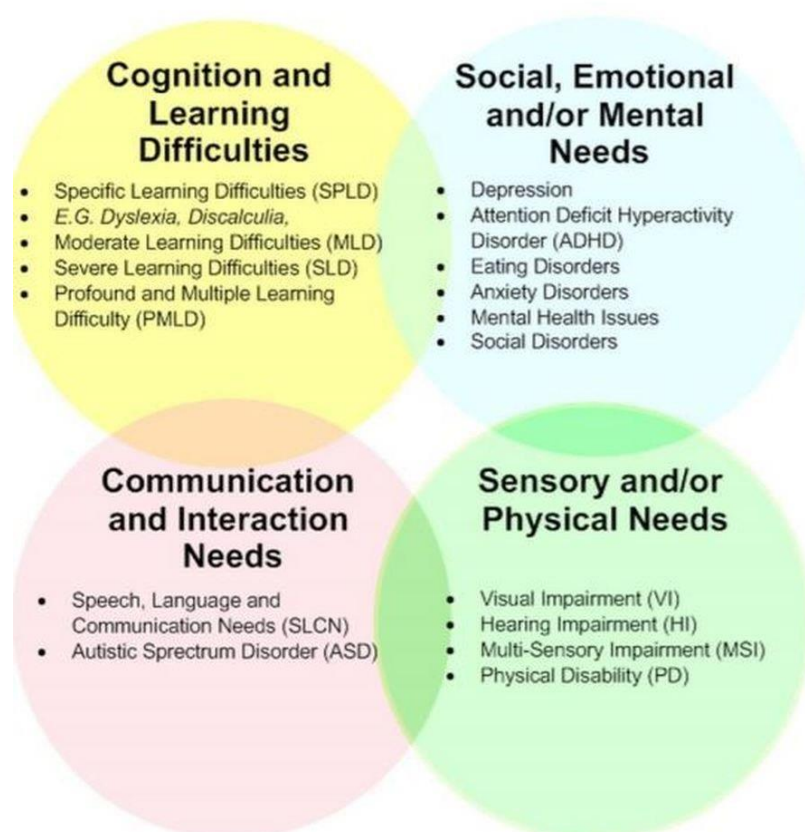 Cognition and
Learning
Difficulties
• Specific Learning Difficulties (SPLD)
• E.G. Dyslexia, Discalculia,
• Moderate Learning Difficulties (MLD)
• Severe Learning Difficulties (SLD)
• Profound and Multiple Learning
Difficulty (PMLD)
Social, Emotional
and/or Mental
Needs
• Depression
• Attention Deficit Hyperactivity
Disorder (ADHD)
• Eating Disorders
• Anxiety Disorders
• Mental Health Issues
• Social Disorders
Communication
and Interaction
Needs
• Speech, Language and
Communication Needs (SLCN)
• Autistic Sprectrum Disorder (ASD)
Sensory and/or
Physical Needs
• Visual Impairment (VI)
• Hearing Impairment (HI)
• Multi-Sensory Impairment (MSI)
• Physical Disability (PD)